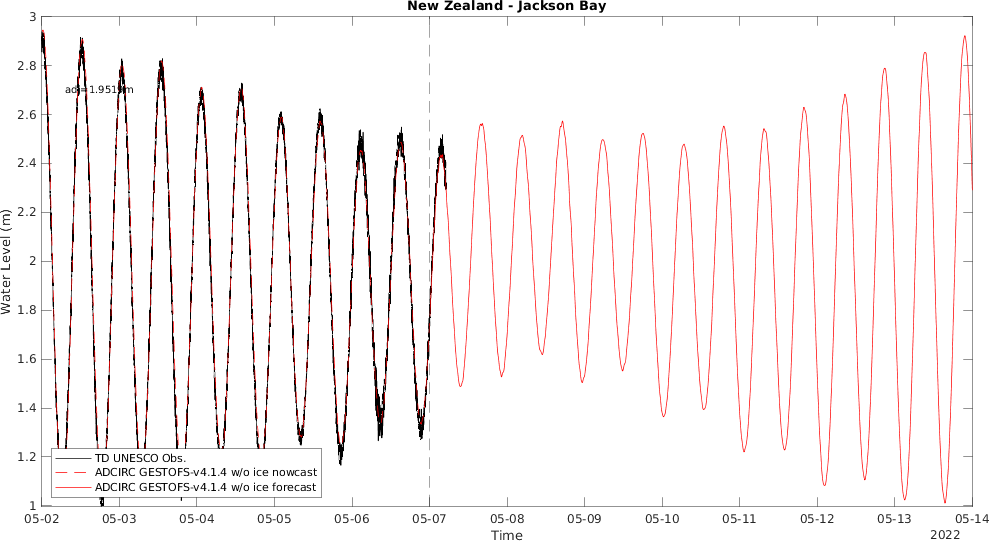 New Zealand - Jackson Bay
3
2.8
2.6
2.4
2.2
2
1.8
1.6
1.4
1.2
1
Water Level (m)
TD UNESCO Obs.
ADCIRC GESTOFS-v4.1.4 w/o ice nowcast
ADCIRC GESTOFS-v4.1.4 w/o ice forecast
05-02 05-03 05-04 05-05 05-06 05-07 05-08 05-09 05-10 05-11 05-12 05-13 05-14
Time
2022